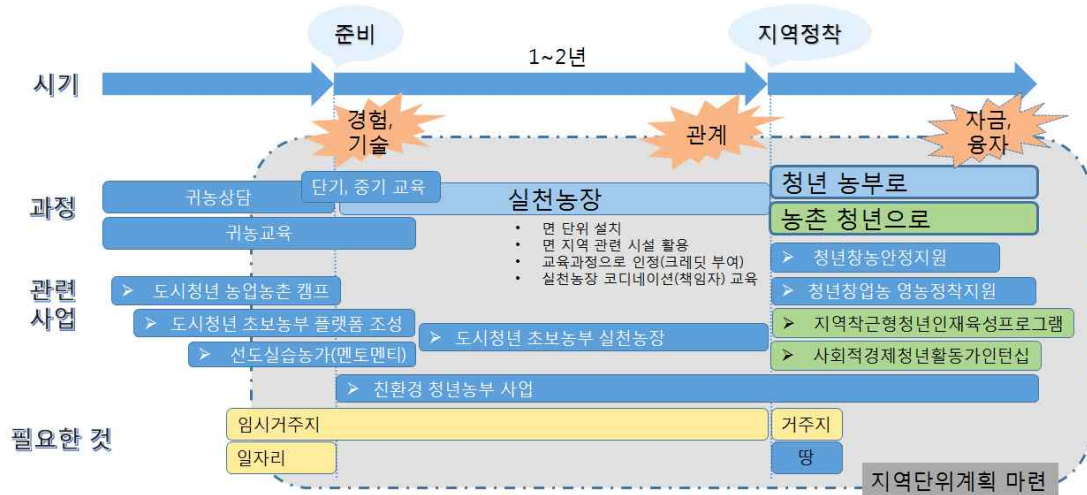 준비
지역정착
시기
1~2년
경험,
기술
관계
자금,
융자
과정
귀농상담
단기, 중기 교육
실천농장
청년 농부로
귀농교육
농촌 청년으로
• 면 단위 설치
• 면 지역 관련 시설 활용
• 교육과정으로 인정(크레딧 부여)
• 실천농장 코디네이션(책임자) 교육
관련
사업
➢ 청년창농안정지원
➢ 도시청년 농업농촌 캠프
➢ 청년창업농 영농정착지원
➢ 도시청년 초보농부 플랫폼 조성
➢ 도시청년 초보농부 실천농장
➢ 지역착근형청년인재육성프로그램
➢ 선도실습농가(멘토멘티)
➢ 사회적경제청년활동가인턴십
➢ 친환경 청년농부 사업
필요한 것
임시거주지
거주지
일자리
땅
지역단위계획 마련